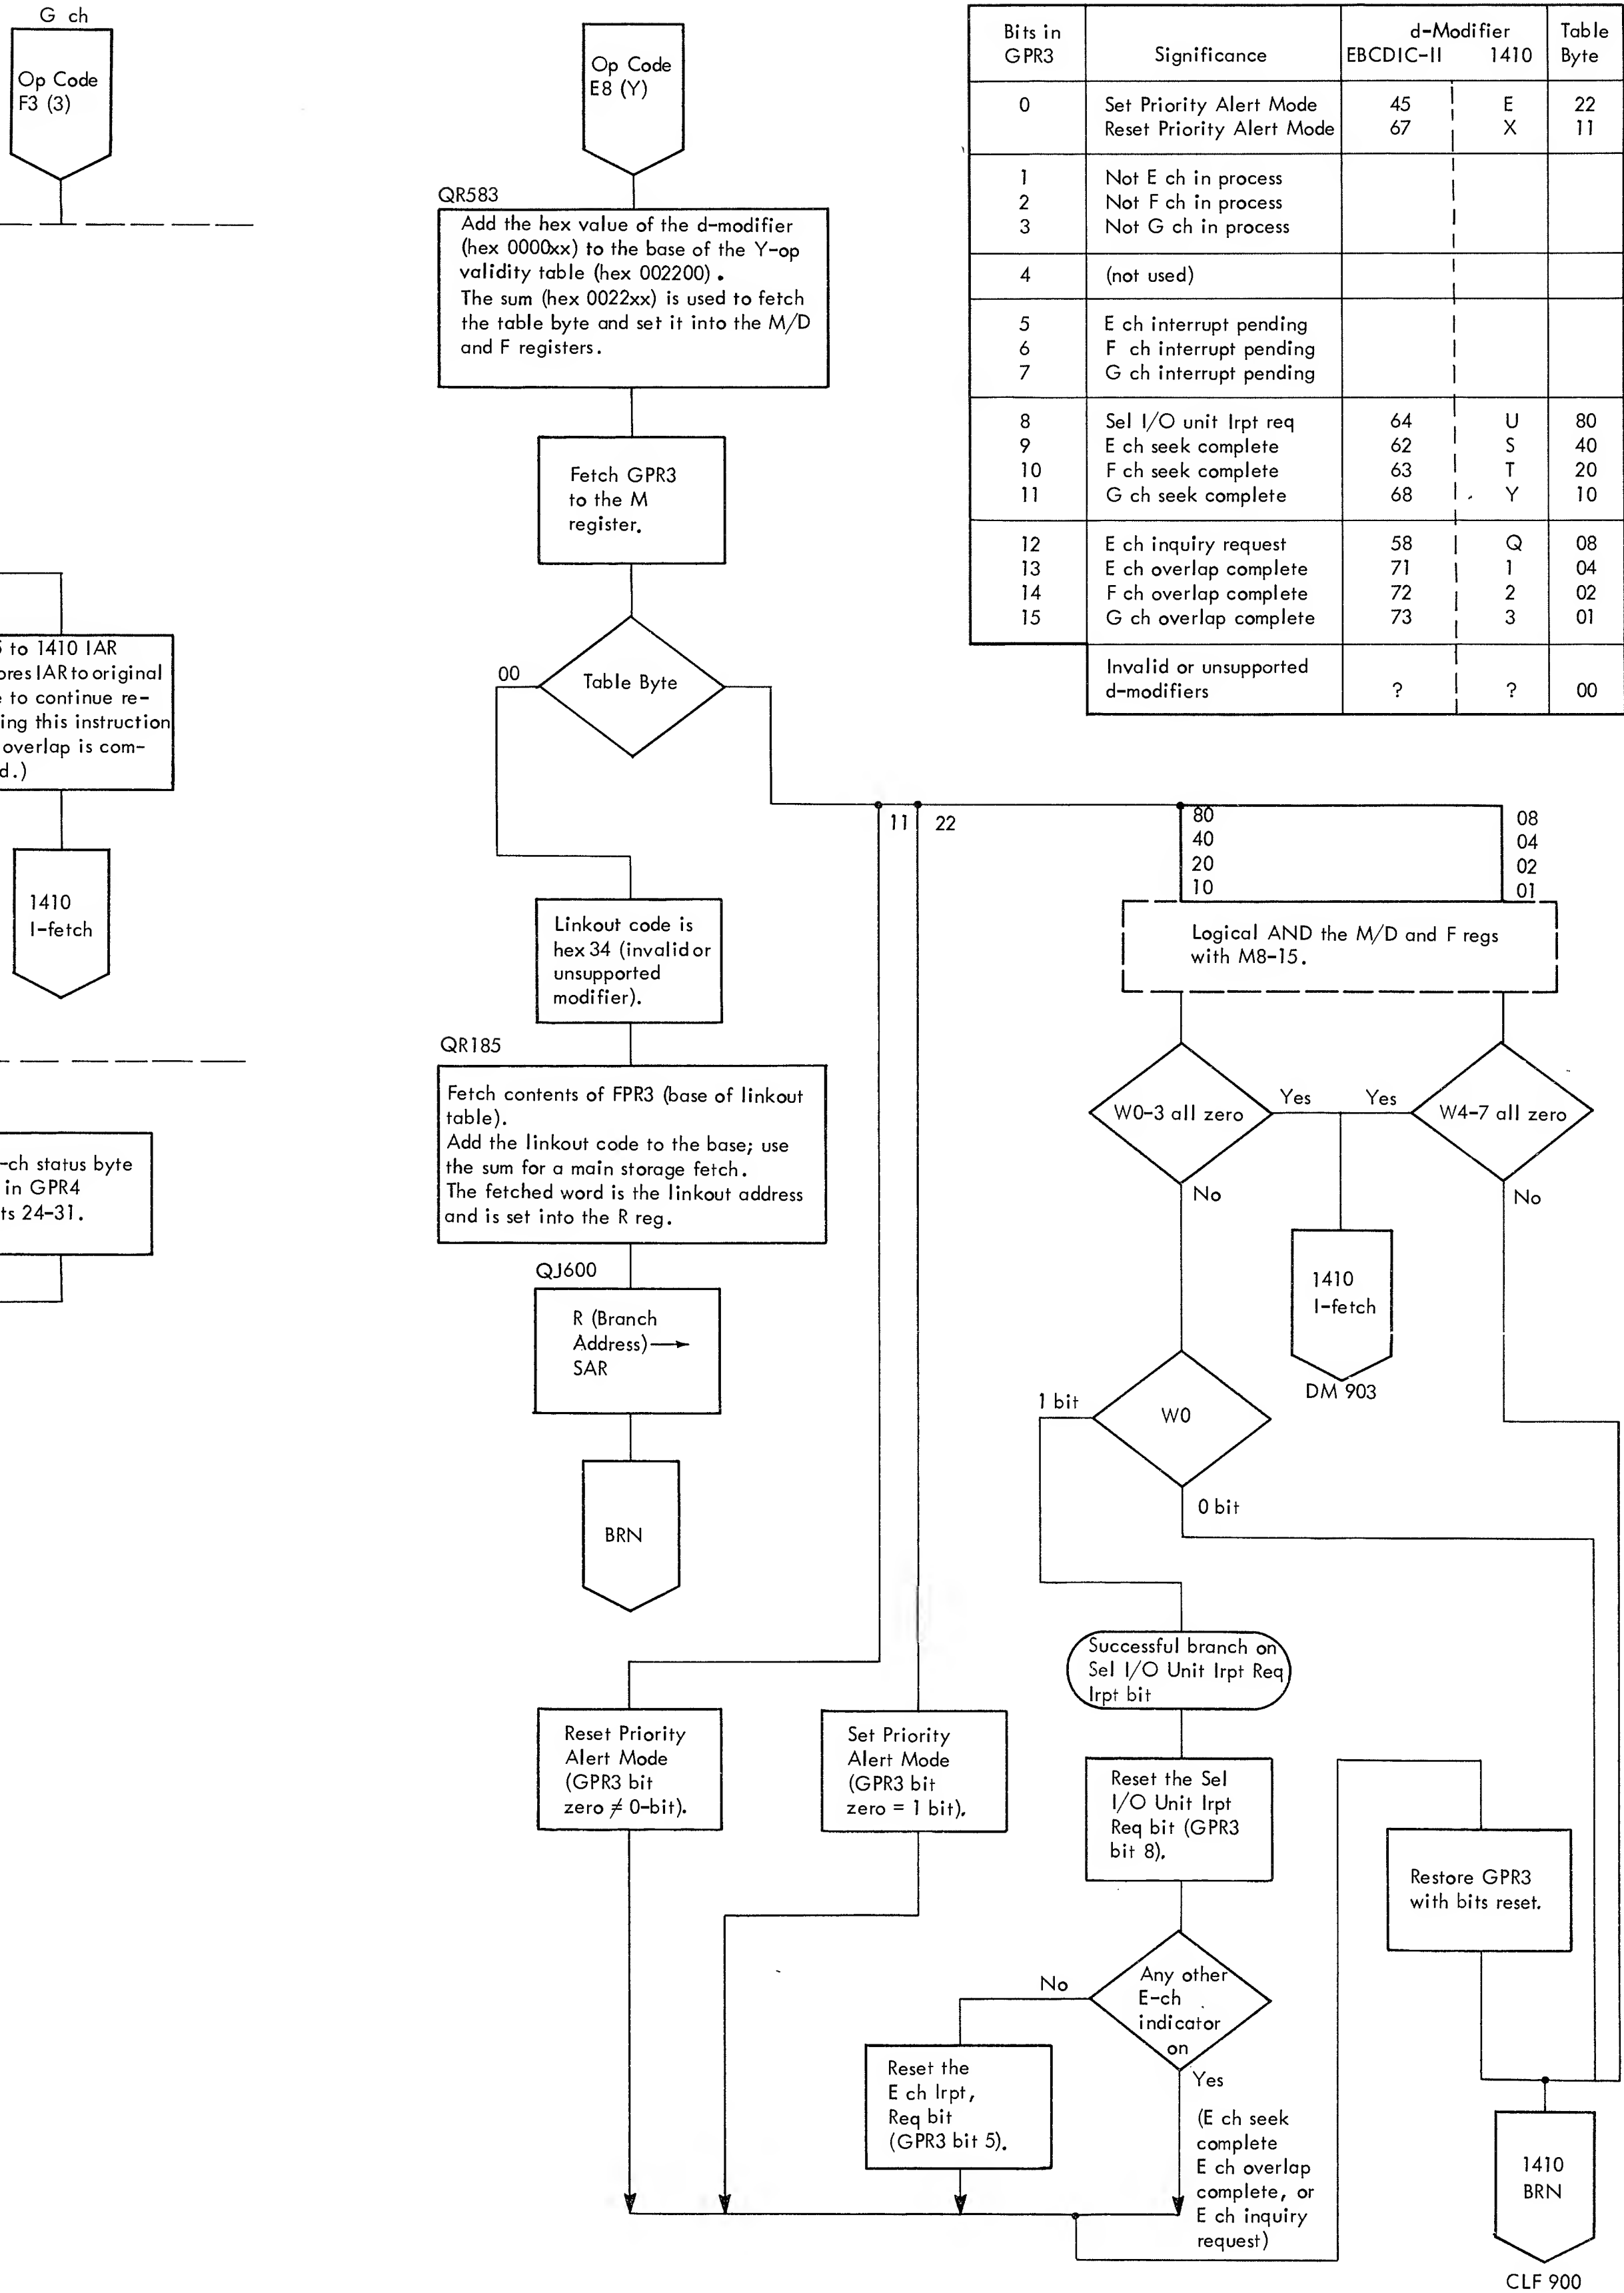 G ch
Op Code
F3 (3)
5 to 1410 IAR
ores IAR to original
e to continue re-
ing this instruction
overlap is com-
d.)
1410
I-fetch
-ch status byte
in GPR4
ts 24-31.
Op Code
E8 (Y)
QR583
Add the hex value of the d-modifier
(hex 0000xx) to the base of the Y-op
validity table (hex 002200).
The sum (hex 0022xx) is used to fetch
the table byte and set it into the M/D
and F registers.
Fetch GPR3
to the M
register.
00
Table Byte
Linkout code is
hex 34 (invalid or
unsupported
modifier).
QR185
Fetch contents of FPR3 (base of linkout
table).
Add the linkout code to the base; use
the sum for a main storage fetch.
The fetched word is the linkout address
and is set into the R reg.
QJ600
R (Branch
Address) →
SAR
BRN
Bits in d-Modifier Table
GPR3 Significance EBCDIC-II 1410 Byte
0 Set Priority Alert Mode 45 E 22
Reset Priority Alert Mode 67 X 11
1 Not E ch in process
2 Not F ch in process
3 Not G ch in process
4 (not used)
5 E ch interrupt pending
6 F ch interrupt pending
7 G ch interrupt pending
8 Sel I/O unit Irpt req 64 U 80
9 E ch seek complete 62 S 40
10 F ch seek complete 63 T 20
11 G ch seek complete 68 Y 10
12 E ch inquiry request 58 Q 08
13 E ch overlap complete 71 1 04
14 F ch overlap complete 72 2 02
15 G ch overlap complete 73 3 01
Invalid or unsupported
d-modifiers ? ? 00
11 22
80
40
20
10
08
04
02
01
Logical AND the M/D and F regs
with M8-15.
W0-3 all zero
Yes Yes
W4-7 all zero
No
No
1410
I-fetch
DM 903
1 bit
W0
0 bit
Successful branch on
Sel I/O Unit Irpt Req
Irpt bit
Reset Priority
Alert Mode
(GPR3 bit
zero ≠ 0-bit).
Set Priority
Alert Mode
(GPR3 bit
zero = 1 bit).
Reset the Sel
I/O Unit Irpt
Req bit (GPR3
bit 8).
Restore GPR3
with bits reset.
No
Any other
E-ch
indicator
on
Yes
Reset the
E ch Irpt,
Req bit
(GPR3 bit 5).
(E ch seek
complete
E ch overlap
complete, or
E ch inquiry
request)
1410
BRN
CLF 900